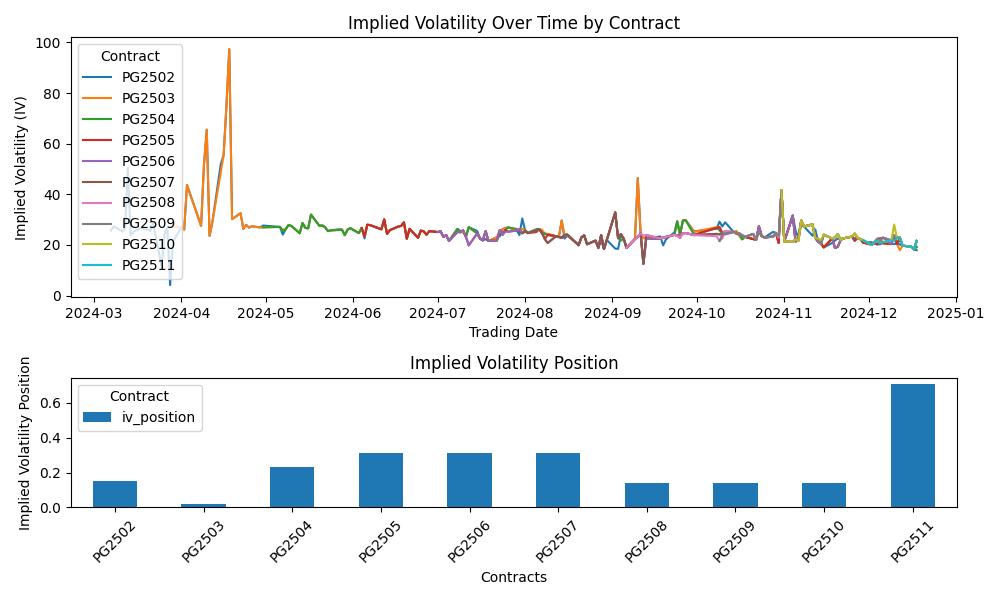 Implied Volatility Over Time by Contract
Implied Volatility (IV)
100
80
60
40
20
0
Contract
PG2502
PG2503
PG2504
PG2505
PG2506
PG2507
PG2508
PG2509
PG2510
PG2511
2024-03 2024-04 2024-05 2024-06 2024-07 2024-08 2024-09 2024-10 2024-11 2024-12 2025-01
Trading Date
Implied Volatility Position
Implied Volatility Position
0.6
0.4
0.2
0.0
Contract
iv_position
PG2502 PG2503 PG2504 PG2505 PG2506 PG2507 PG2508 PG2509 PG2510 PG2511
Contracts